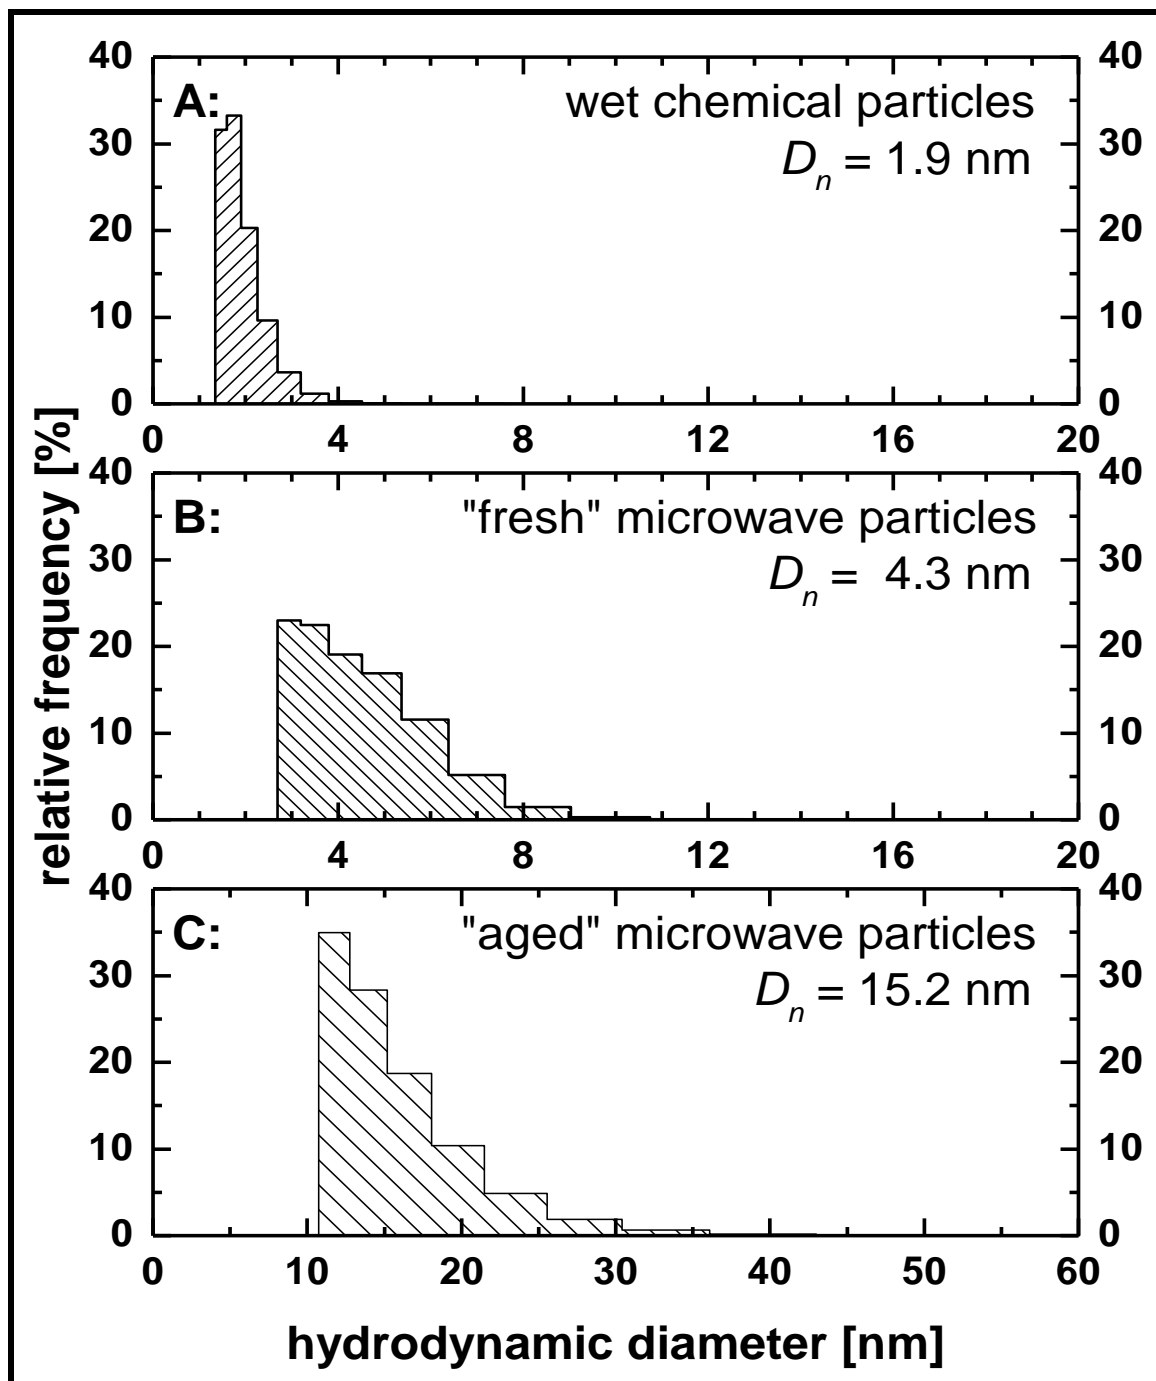 40 40
A: wet chemical particles
30 30
Dn = 1.9 nm
20 20
10 10
0 0
0 4 8 12 16 20
40 40
B: "fresh" microwave particles
30 30
Dn = 4.3 nm
20 20
10 10
0 0
0 4 8 12 16 20
40 40
C: "aged" microwave particles
30 30
Dn = 15.2 nm
20 20
10 10
0 0
0 10 20 30 40 50 60
relative frequency [%]
hydrodynamic diameter [nm]